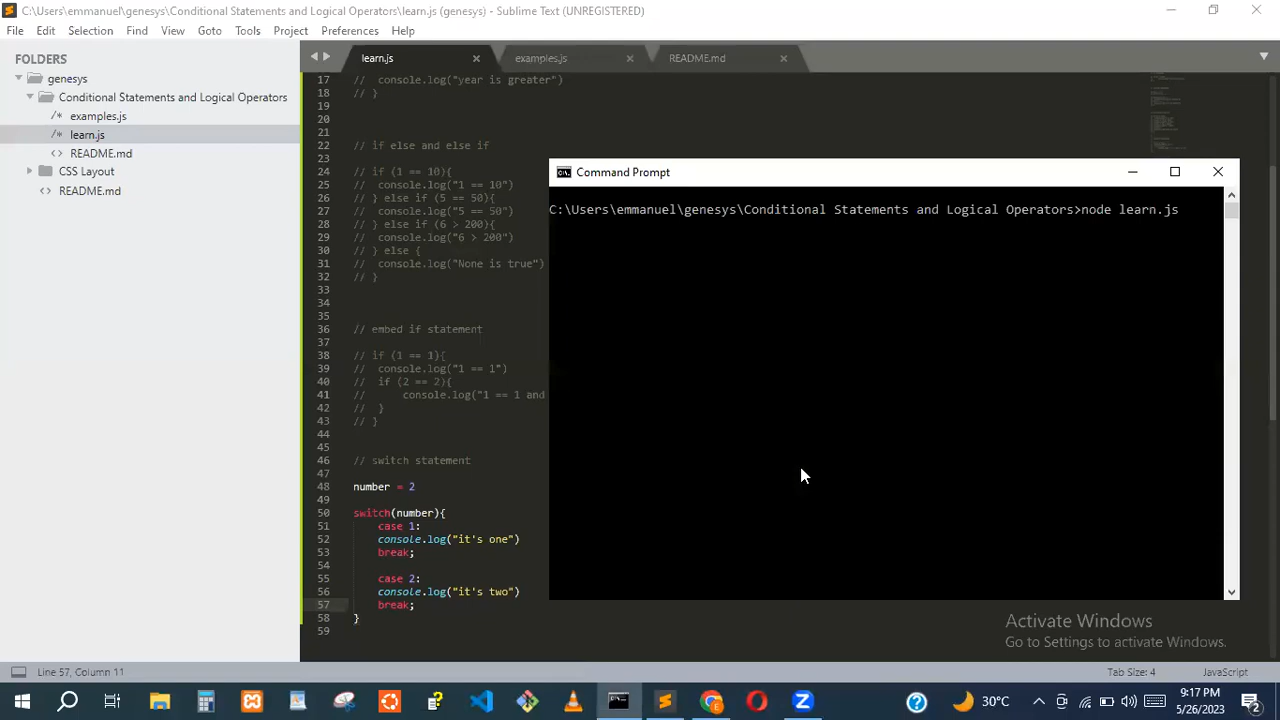 C:\Users\emmanuel\genesys\Conditional Statements and Logical Operators\learn.js (genesys) - Sublime Text (UNREGISTERED)
File Edit Selection Find View Goto Tools Project Preferences Help
FOLDERS
genesys
Conditional Statements and Logical Operators
/* examples.js
/* learn.js
<> README.md
CSS Layout
<> README.md
learn.js examples.js README.md
17 // console.log("year is greater")
18 // }
19
20
21
22 // if else and else if
23
24 // if (1 == 10){
25 // console.log("1 == 10")
26 // } else if (5 == 50){
27 // console.log("5 == 50")
28 // } else if (6 > 200){
29 // console.log("6 > 200")
30 // } else {
31 // console.log("None is true")
32 // }
33
34
35
36 // embed if statement
37
38 // if (1 == 1){
39 // console.log("1 == 1")
40 // if (2 == 2){
41 // console.log("1 == 1 and
42 // }
43 // }
44
45
46 // switch statement
47
48 number = 2
49
50 switch(number){
51 case 1:
52 console.log("it's one")
53 break;
54
55 case 2:
56 console.log("it's two")
57 break;
58 }
59
Command Prompt
C:\Users\emmanuel\genesys\Conditional Statements and Logical Operators>node learn.js
Activate Windows
Go to Settings to activate Windows.
Line 57, Column 11 Tab Size: 4 JavaScript
30°C
9:17 PM
5/26/2023
2